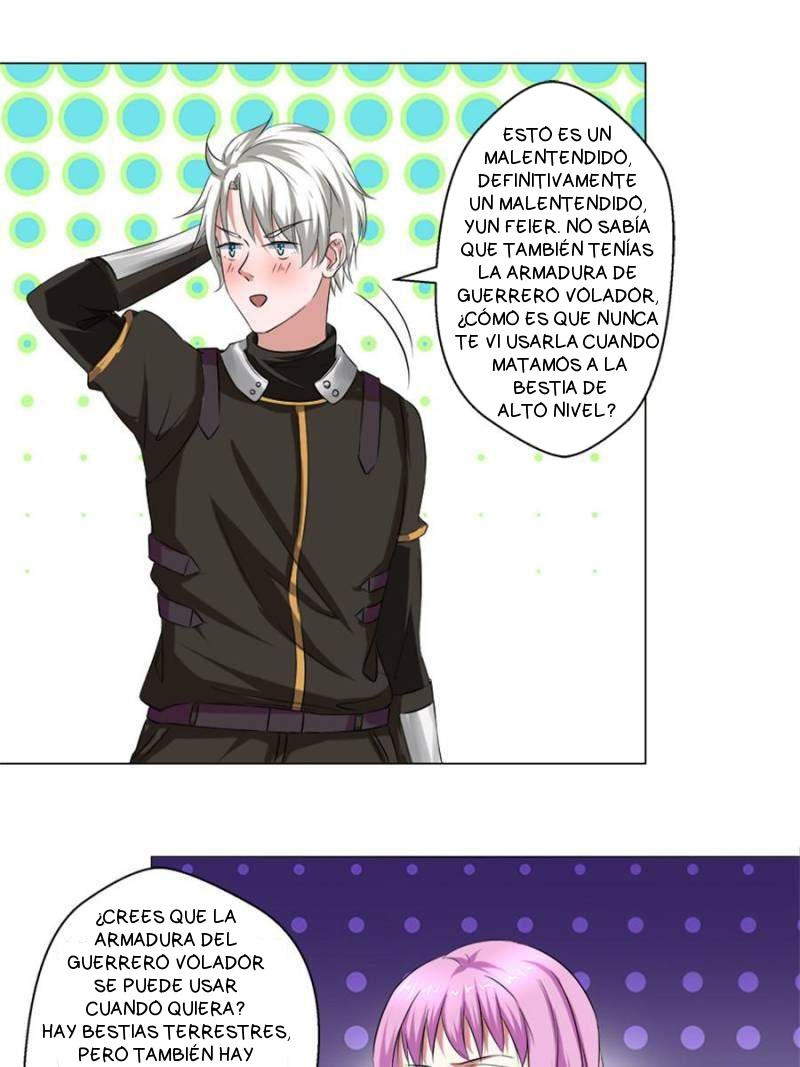 ESTO ES UN
MALENTENDIDO,
DEFINITIVAMENTE
UN MALENTENDIDO,
YUN FEIER. NO SABÍA
QUE TAMBIÉN TENÍAS
LA ARMADURA DE
GUERRERO VOLADOR,
¿CÓMO ES QUE NUNCA
TE VI USARLA CUANDO
MATAMOS A LA
BESTIA DE
ALTO NIVEL?
¿CREES QUE LA
ARMADURA DEL
GUERRERO VOLADOR
SE PUEDE USAR
CUANDO QUIERA?
HAY BESTIAS TERRESTRES,
PERO TAMBIÉN HAY